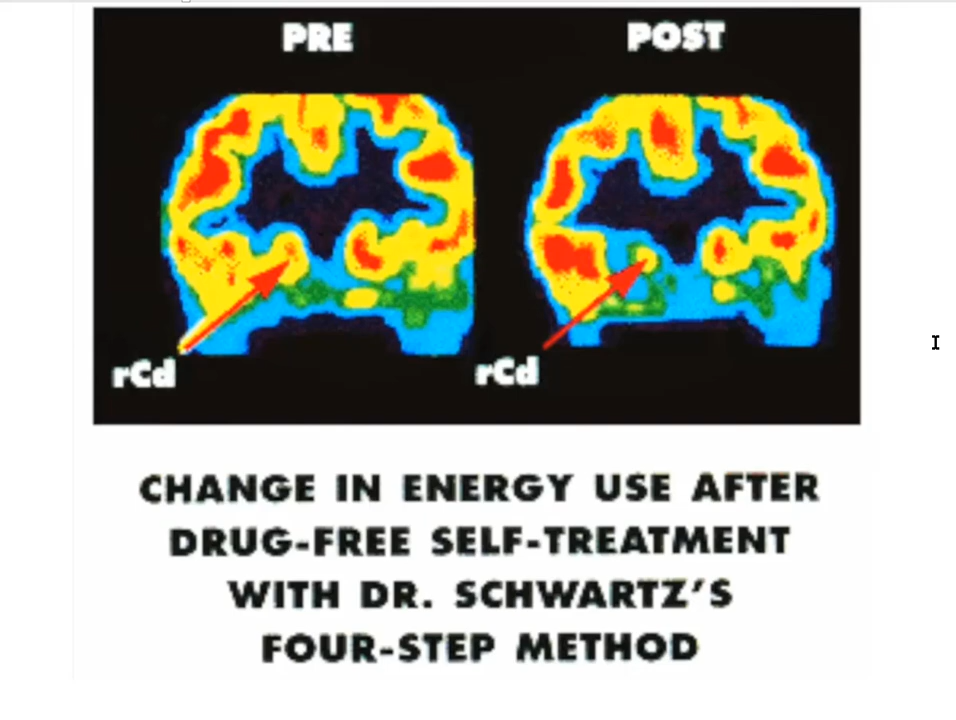 PRE POST
rCd rCd
CHANGE IN ENERGY USE AFTER
DRUG-FREE SELF-TREATMENT
WITH DR. SCHWARTZ'S
FOUR-STEP METHOD